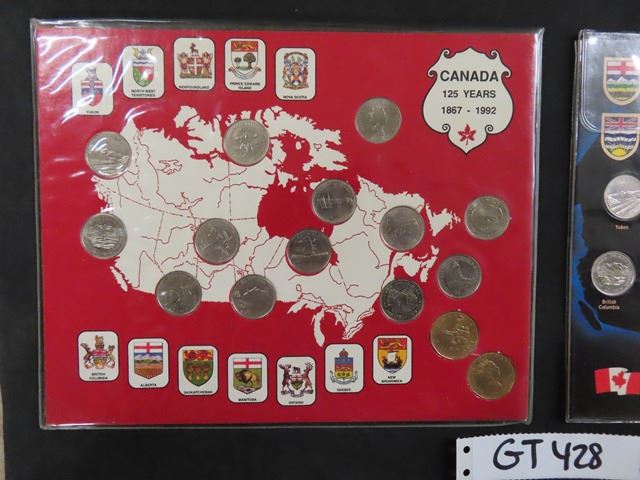 CANADA
125 YEARS
1867 - 1992
YUKON
NORTH WEST
TERRITORIES
NEWFOUNDLAND
PRINCE EDWARD
ISLAND
NOVA SCOTIA
BRITISH
COLUMBIA
ALBERTA
SASKATCHEWAN
MANITOBA
ONTARIO
QUEBEC
NEW
BRUNSWICK
Yukon
British
Columbia
GT 428